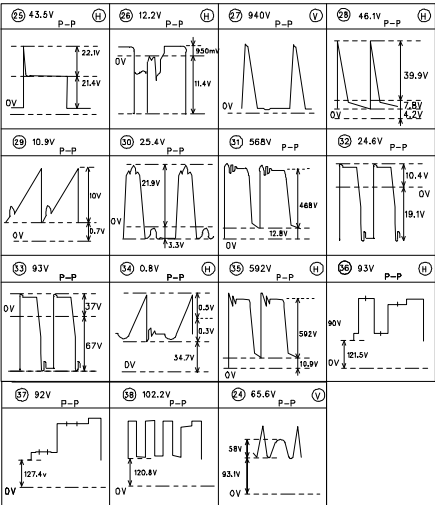 25 43.5V P-P H
22.1V
21.4V
0V
26 12.2V P-P H
950mV
0V
11.4V
27 940V P-P V
0V
28 46.1V P-P H
39.9V
7.8V
0V
4.2V
29 10.9V P-P
10V
0.7V
0V
30 25.4V P-P
21.9V
0V
3.3V
31 568V P-P
468V
12.8V
0V
32 24.6V P-P
10.4V
0V
19.1V
33 93V P-P
0V
37V
67V
34 0.8V P-P H
0.5V
0.3V
34.7V
0V
35 592V P-P H
592V
10.9V
0V
36 93V P-P H
90V
121.5V
0V
37 92V P-P
127.4v
0V
38 102.2V P-P
120.8V
0V
24 65.6V P-P V
58V
93.1V
0V